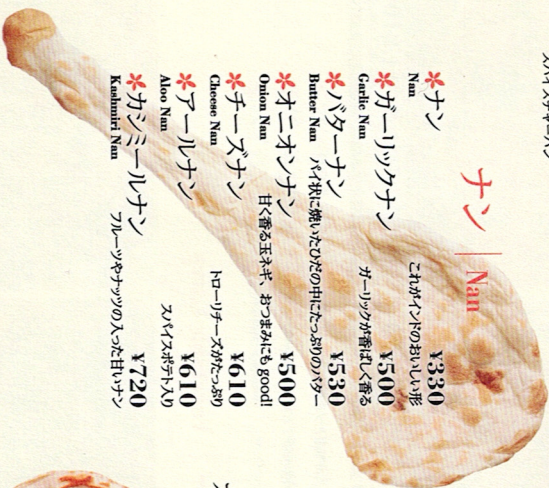 ナン | Nan
ナン ¥330
Nan これがインドのおいしい形
ガーリックナン ¥500
Garlic Nan ガーリックが香ばしく香る
バターナン ¥530
Butter Nan パイ状に焼いたひだの中にたっぷりのバター
オニオンナン ¥500
Onion Nan 甘く香る玉ネギ、おつまみにも good!
チーズナン ¥610
Cheese Nan トローリチーズがたっぷり
アールナン ¥610
Aloo Nan スパイスポテト入り
カシミールナン ¥720
Kashmiri Nan フルーツやナッツの入った甘いナン